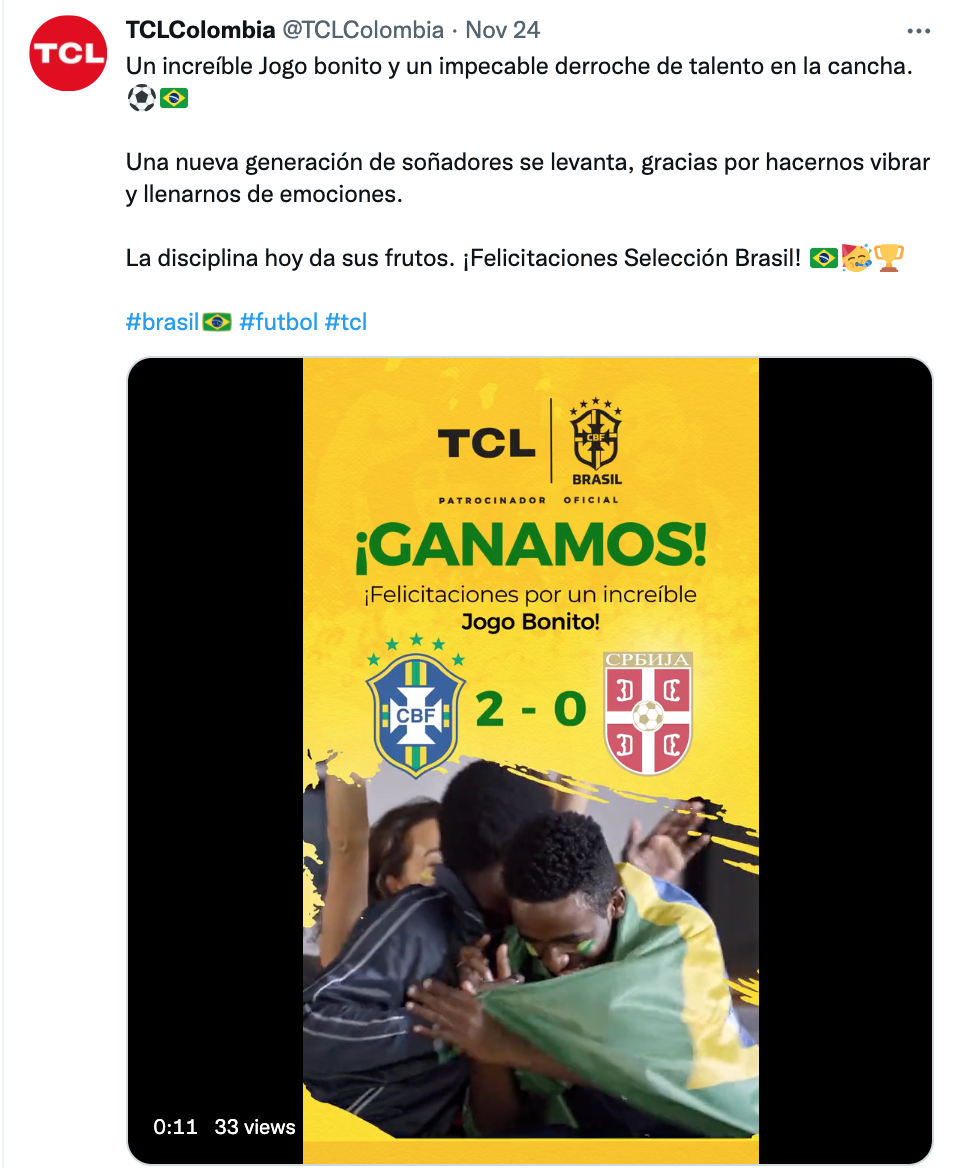 TCL
TCLColombia @TCLColombia · Nov 24
Un increíble Jogo bonito y un impecable derroche de talento en la cancha.
⚽🇧🇷
Una nueva generación de soñadores se levanta, gracias por hacernos vibrar
y llenarnos de emociones.
La disciplina hoy da sus frutos. ¡Felicitaciones Selección Brasil! 🇧🇷🥳🏆
#brasil🇧🇷 #futbol #tcl
TCL
CBF
BRASIL
PATROCINADOR OFICIAL
¡GANAMOS!
¡Felicitaciones por un increíble
Jogo Bonito!
CBF
2 - 0
СРБИЈА
0:11 33 views